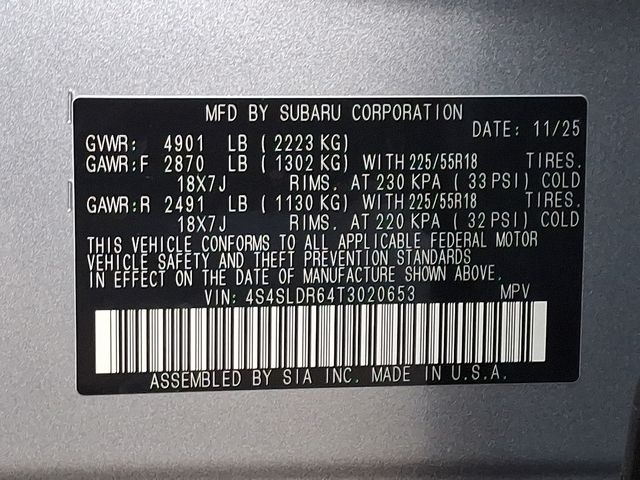 MFD BY SUBARU CORPORATION
DATE: 11/25
GVWR: 4901 LB ( 2223 KG)
GAWR:F 2870 LB ( 1302 KG) WITH 225/55R18 TIRES.
18X7J RIMS. AT 230 KPA ( 33 PSI) COLD
GAWR:R 2491 LB ( 1130 KG) WITH 225/55R18 TIRES.
18X7J RIMS. AT 220 KPA ( 32 PSI) COLD
THIS VEHICLE CONFORMS TO ALL APPLICABLE FEDERAL MOTOR
VEHICLE SAFETY AND THEFT PREVENTION STANDARDS
IN EFFECT ON THE DATE OF MANUFACTURE SHOWN ABOVE.
VIN: 4S4SLDR64T3020653 MPV
ASSEMBLED BY SIA INC. MADE IN U.S.A.